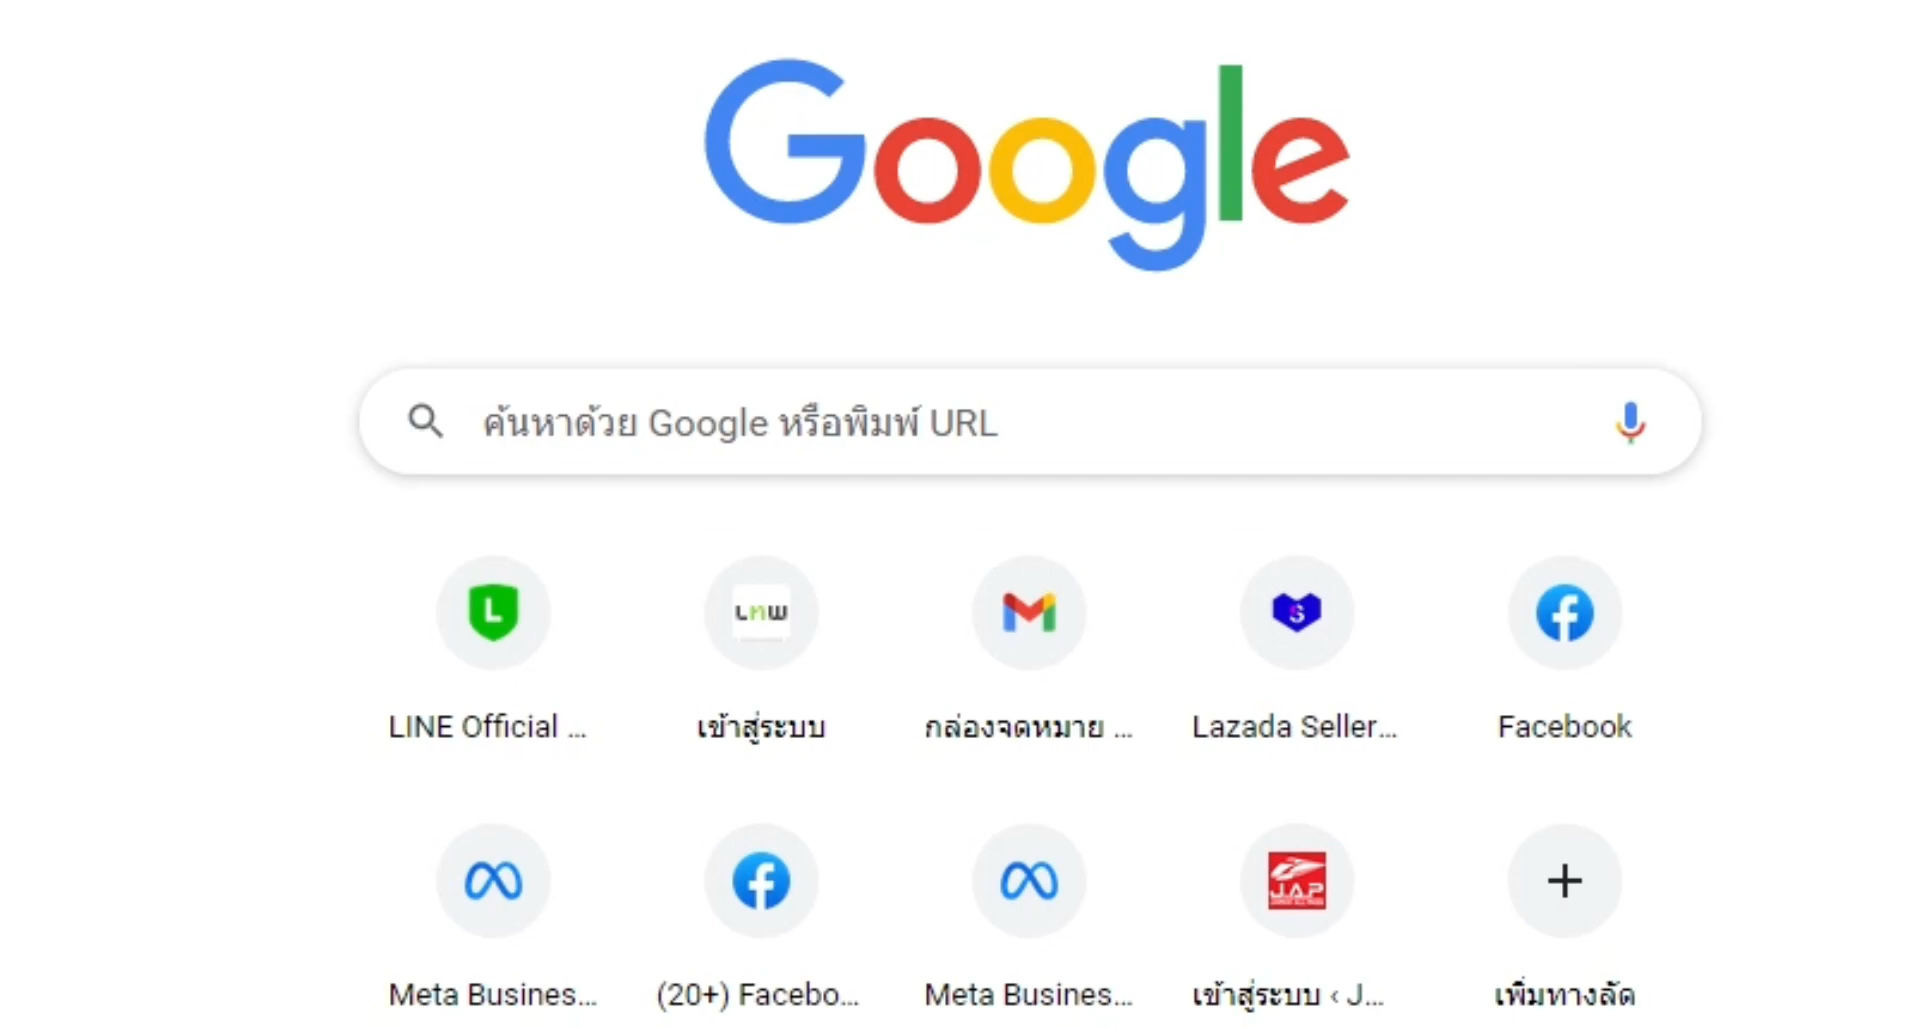 Google
ค้นหาด้วย Google หรือพิมพ์ URL
L
LnW
S
LINE Official ...
เข้าสู่ระบบ
กล่องจดหมาย ...
Lazada Seller...
Facebook
J.A.P
Meta Busines...
(20+) Facebo...
Meta Busines...
เข้าสู่ระบบ ‹ J...
เพิ่มทางลัด